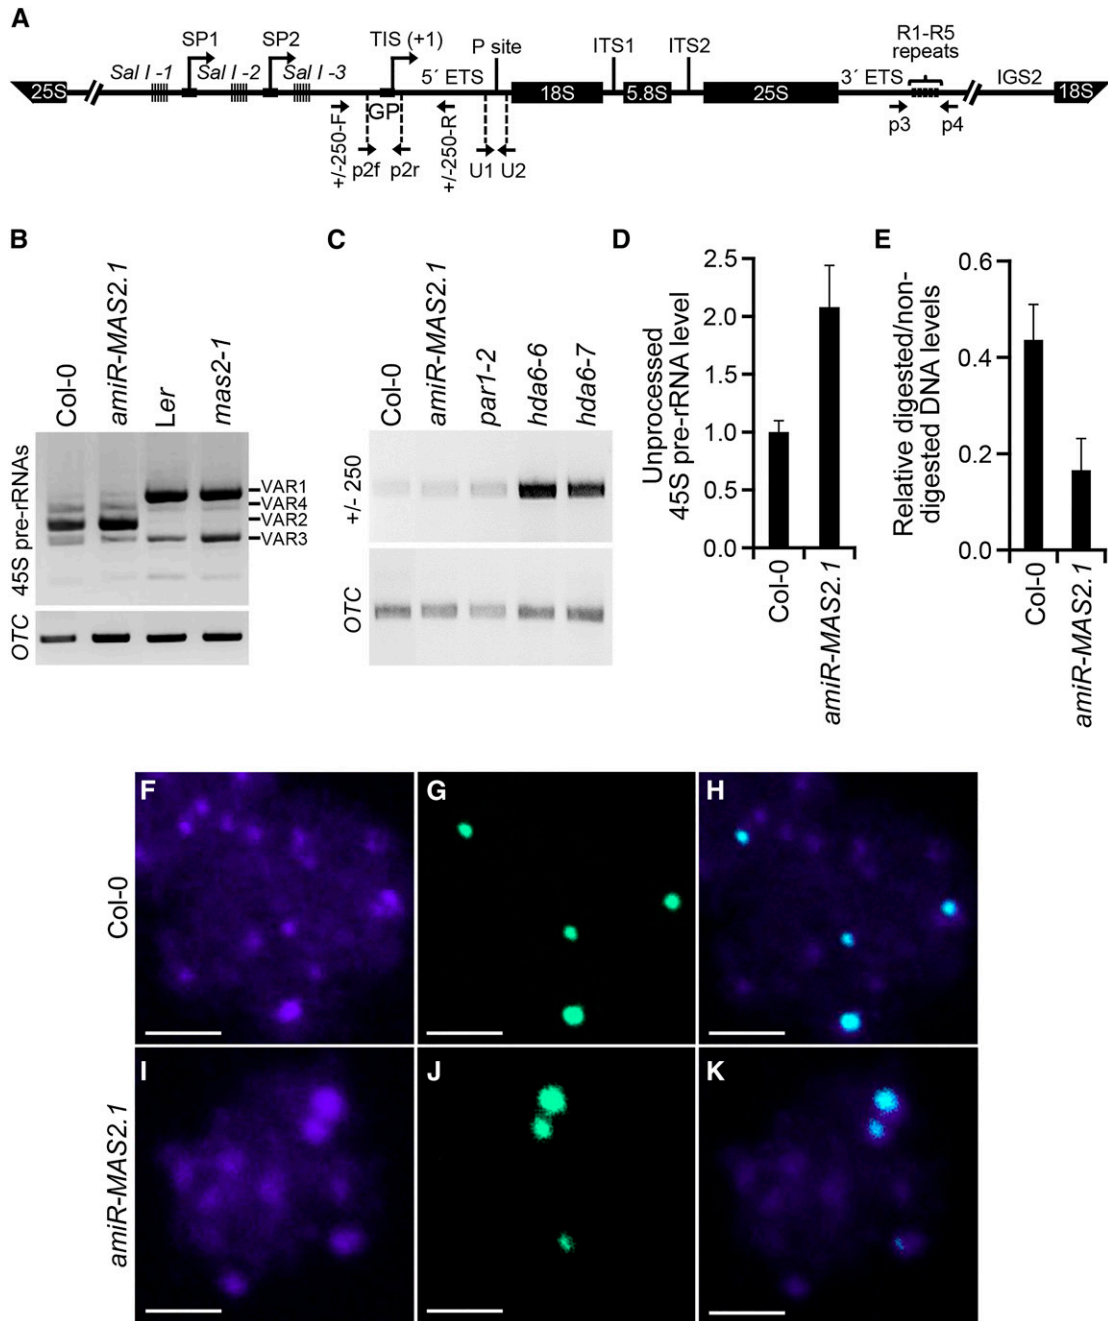 A
SP1
SP2
TIS (+1)
P site
ITS1
ITS2
R1-R5
repeats
Sal I -1
Sal I -2
Sal I -3
5´ ETS
3´ ETS
IGS2
25S
GP
18S
5.8S
25S
18S
+/-250-F
p2f
p2r
+/-250-R
U1
U2
p3
p4
B
Col-0
amiR-MAS2.1
Ler
mas2-1
45S pre-rRNAs
VAR1
VAR4
VAR2
VAR3
OTC
C
Col-0
amiR-MAS2.1
par1-2
hda6-6
hda6-7
+/- 250
OTC
D
Unprocessed
45S pre-rRNA level
2.5
2.0
1.5
1.0
0.5
0.0
Col-0
amiR-MAS2.1
E
Relative digested/non-
digested DNA levels
0.6
0.4
0.2
0.0
Col-0
amiR-MAS2.1
Col-0
F
G
H
amiR-MAS2.1
I
J
K